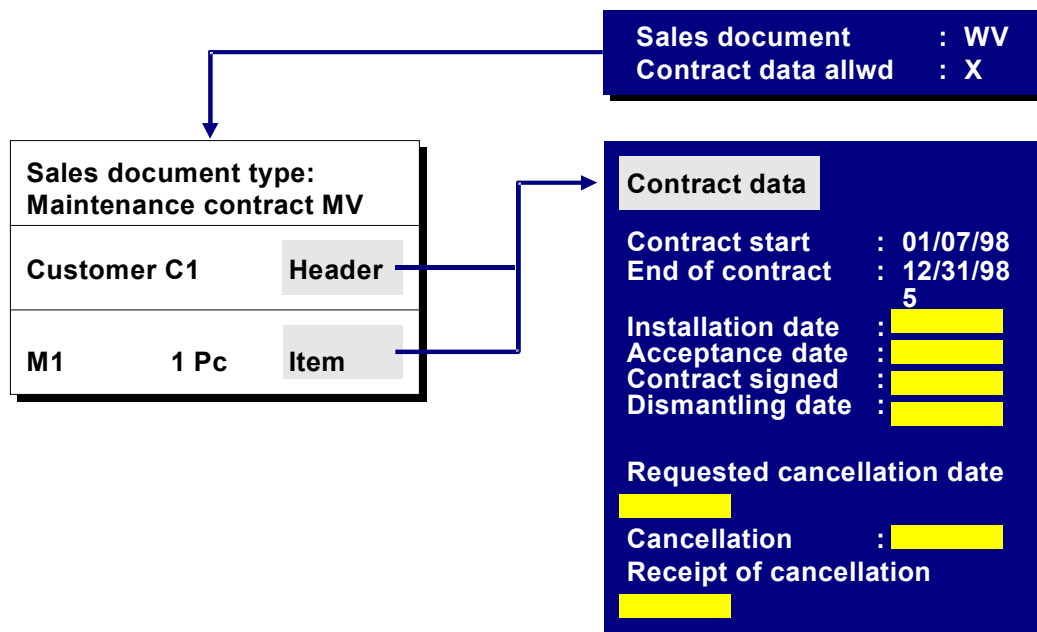 Sales document : WV
Contract data allwd : X
Sales document type:
Maintenance contract MV
Customer C1 Header
M1 1 Pc Item
Contract data
Contract start : 01/07/98
End of contract : 12/31/98
5
Installation date :
Acceptance date :
Contract signed :
Dismantling date :
Requested cancellation date
Cancellation :
Receipt of cancellation